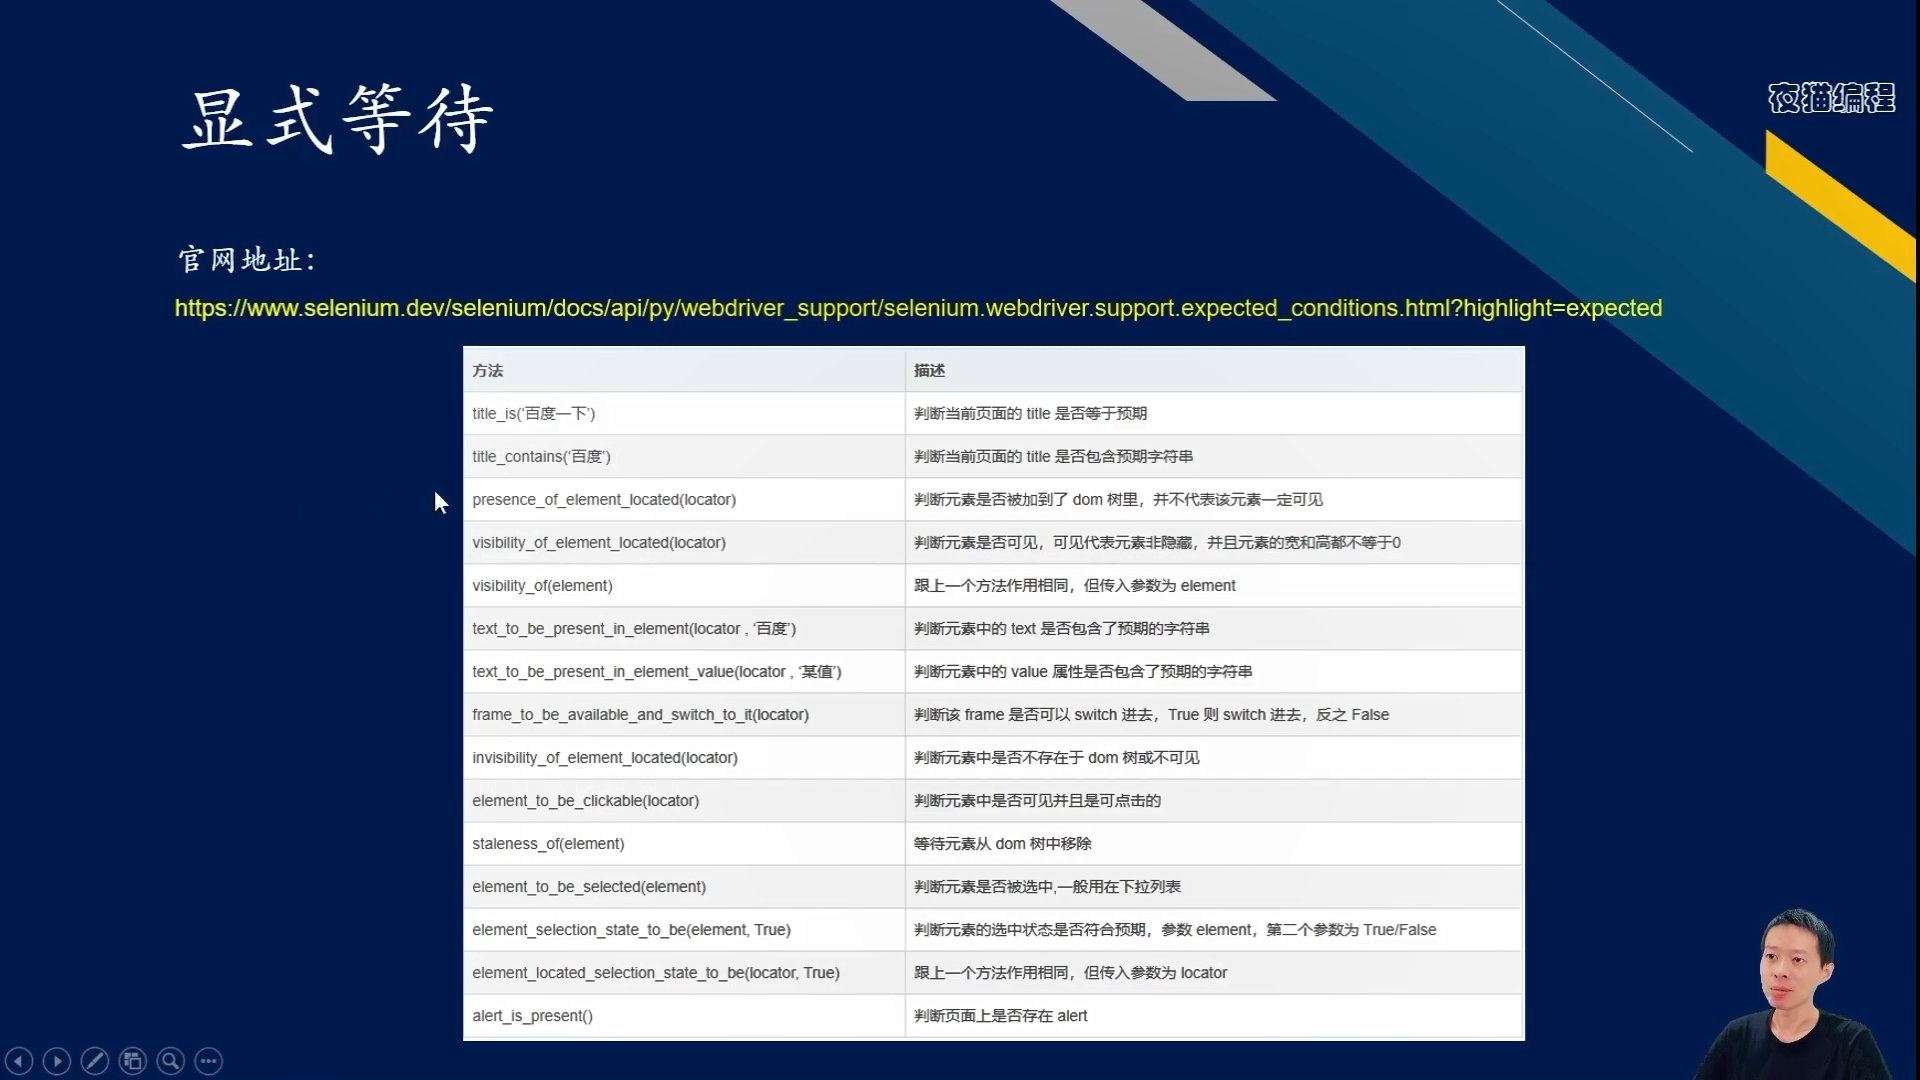 显式等待
夜猫编程
官网地址：
https://www.selenium.dev/selenium/docs/api/py/webdriver_support/selenium.webdriver.support.expected_conditions.html?highlight=expected
方法 描述
title_is(‘百度一下’) 判断当前页面的 title 是否等于预期
title_contains(‘百度’) 判断当前页面的 title 是否包含预期字符串
presence_of_element_located(locator) 判断元素是否被加到了 dom 树里，并不代表该元素一定可见
visibility_of_element_located(locator) 判断元素是否可见，可见代表元素非隐藏，并且元素的宽和高都不等于0
visibility_of(element) 跟上一个方法作用相同，但传入参数为 element
text_to_be_present_in_element(locator , ‘百度’) 判断元素中的 text 是否包含了预期的字符串
text_to_be_present_in_element_value(locator , ‘某值’) 判断元素中的 value 属性是否包含了预期的字符串
frame_to_be_available_and_switch_to_it(locator) 判断该 frame 是否可以 switch 进去，True 则 switch 进去，反之 False
invisibility_of_element_located(locator) 判断元素中是否不存在于 dom 树或不可见
element_to_be_clickable(locator) 判断元素中是否可见并且是可点击的
staleness_of(element) 等待元素从 dom 树中移除
element_to_be_selected(element) 判断元素是否被选中,一般用在下拉列表
element_selection_state_to_be(element, True) 判断元素的选中状态是否符合预期，参数 element，第二个参数为 True/False
element_located_selection_state_to_be(locator, True) 跟上一个方法作用相同，但传入参数为 locator
alert_is_present() 判断页面上是否存在 alert